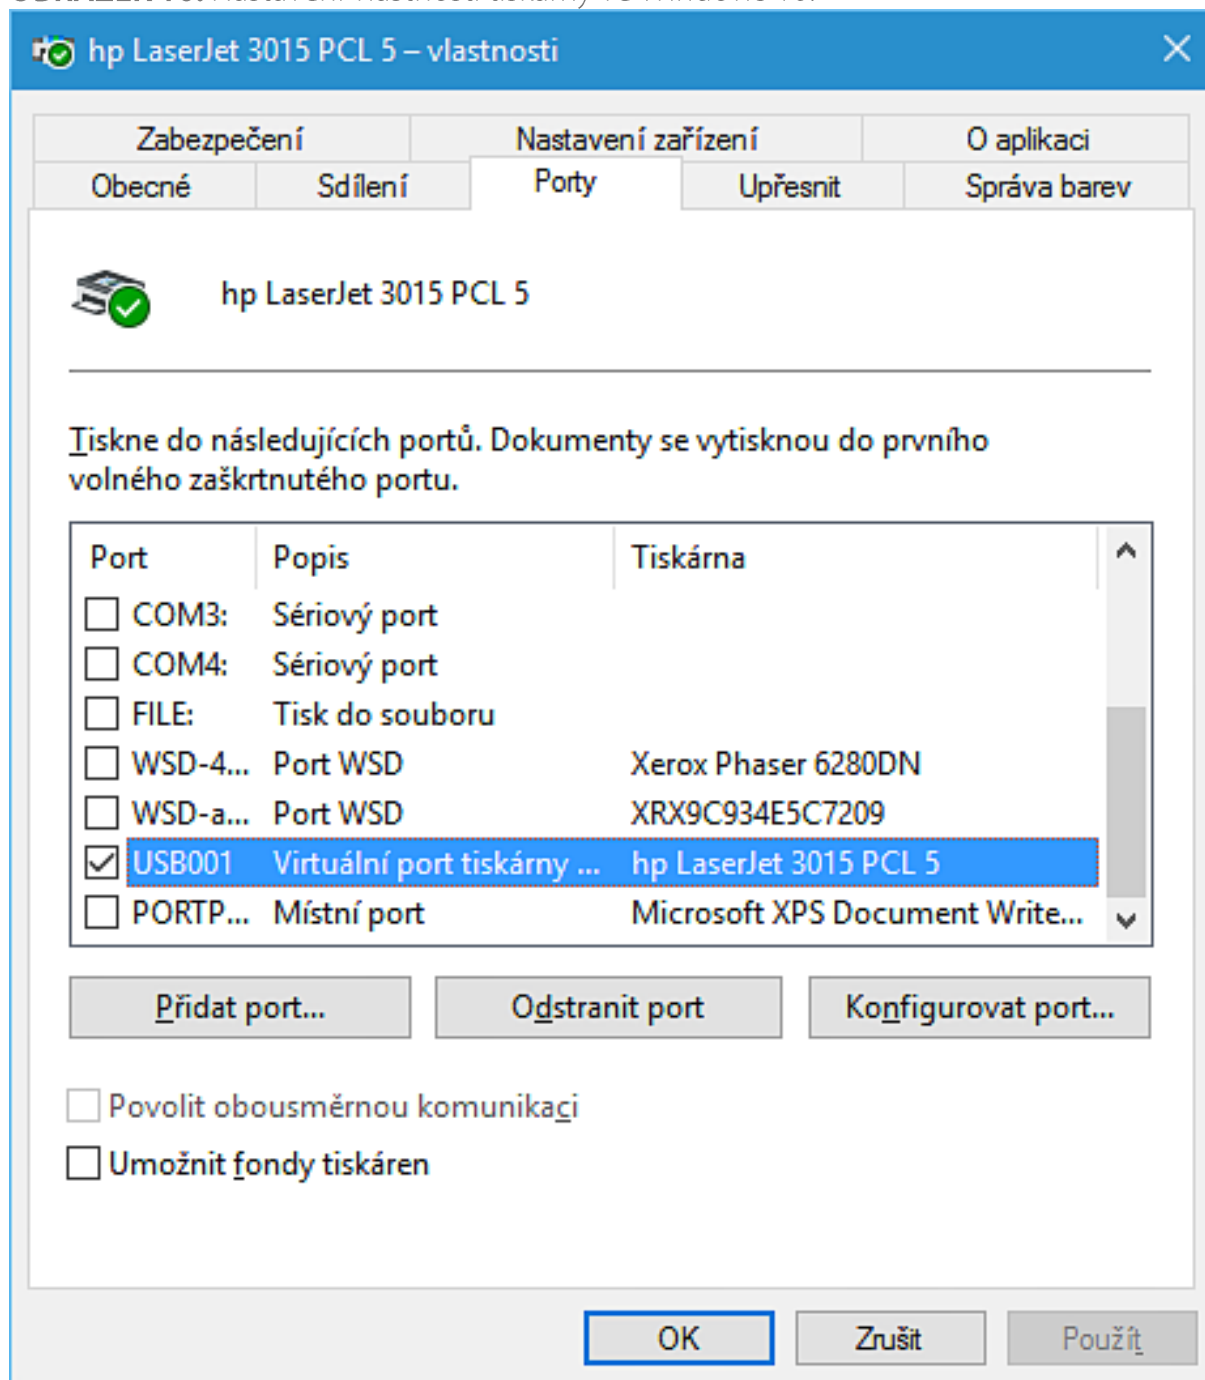 hp LaserJet 3015 PCL 5 – vlastnosti
Zabezpečení Nastavení zařízení O aplikaci
Obecné Sdílení Porty Upřesnit Správa barev
hp LaserJet 3015 PCL 5
Tiskne do následujících portů. Dokumenty se vytisknou do prvního
volného zaškrtnutého portu.
Port Popis Tiskárna
COM3: Sériový port
COM4: Sériový port
FILE: Tisk do souboru
WSD-4... Port WSD Xerox Phaser 6280DN
WSD-a... Port WSD XRX9C934E5C7209
USB001 Virtuální port tiskárny ... hp LaserJet 3015 PCL 5
PORTP... Místní port Microsoft XPS Document Write...
Přidat port... Odstranit port Konfigurovat port...
Povolit obousměrnou komunikaci
Umožnit fondy tiskáren
OK Zrušit Použít